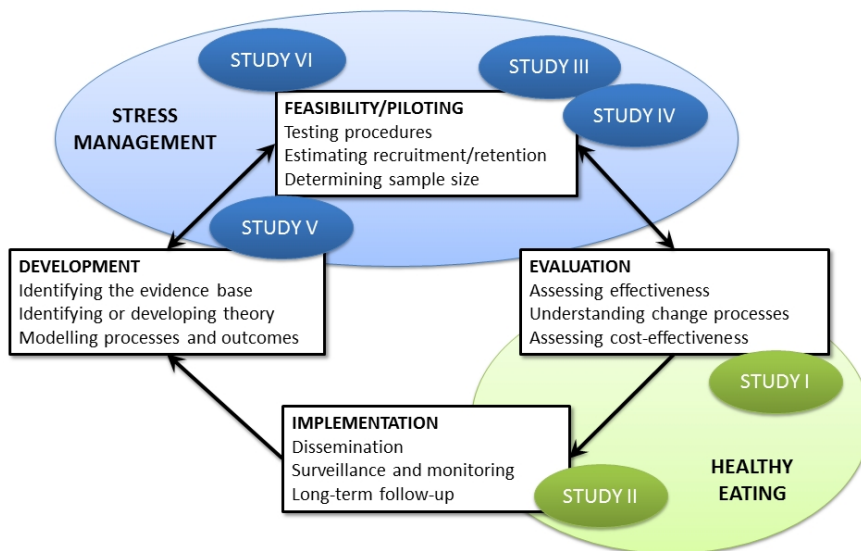 STUDY VI
STUDY III
STRESS
MANAGEMENT
FEASIBILITY/PILOTING
Testing procedures
Estimating recruitment/retention
Determining sample size
STUDY IV
STUDY V
DEVELOPMENT
Identifying the evidence base
Identifying or developing theory
Modelling processes and outcomes
EVALUATION
Assessing effectiveness
Understanding change processes
Assessing cost-effectiveness
STUDY I
IMPLEMENTATION
Dissemination
Surveillance and monitoring
Long-term follow-up
STUDY II
HEALTHY
EATING